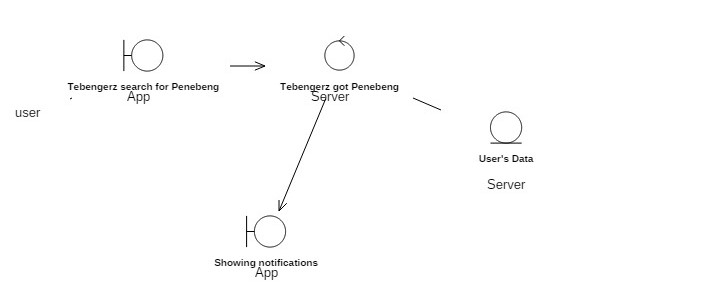 Tebengerz search for Penebeng
App
Tebengerz got Penebeng
Server
user
User's Data
Server
Showing notifications
App